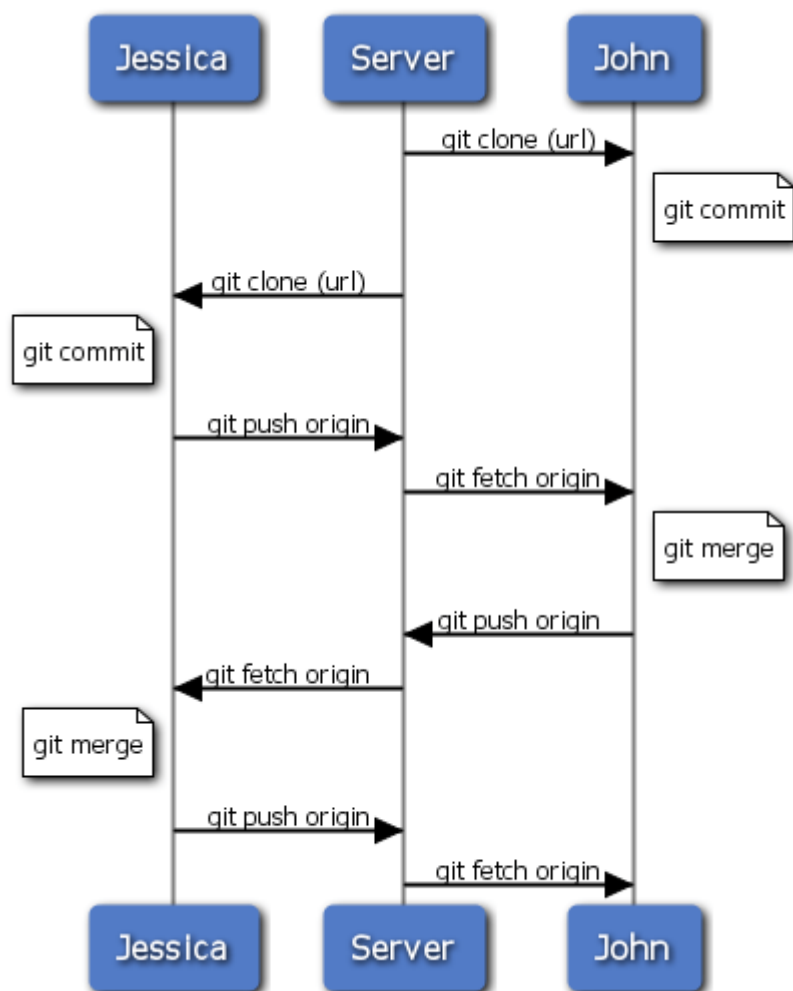 Jessica
Server
John
git clone (url)
git commit
git clone (url)
git commit
git push origin
git fetch origin
git merge
git push origin
git fetch origin
git merge
git push origin
git fetch origin
Jessica
Server
John